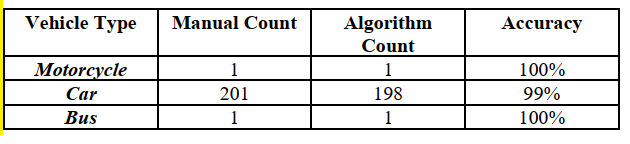 Vehicle Type Manual Count Algorithm Count Accuracy
Motorcycle 1 1 100%
Car 201 198 99%
Bus 1 1 100%